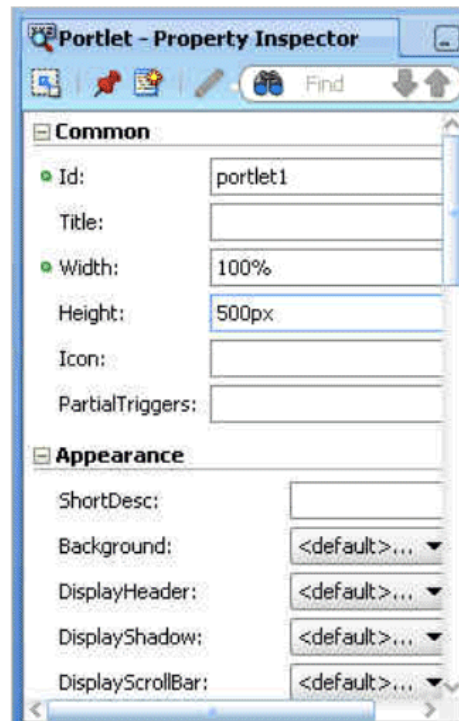 Portlet - Property Inspector
Find
Common
Id: portlet1
Title:
Width: 100%
Height: 500px
Icon:
PartialTriggers:
Appearance
ShortDesc:
Background: <default>...
DisplayHeader: <default>...
DisplayShadow: <default>...
DisplayScrollBar: <default>...